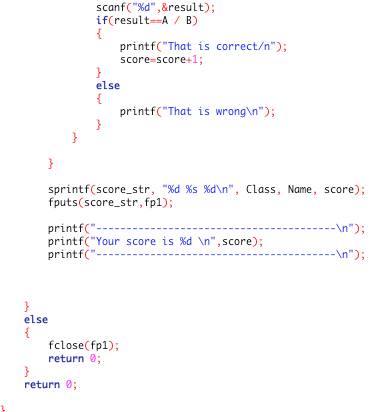 scanf("%d",&result);
if(result==A / B)
{
printf("That is correct/n");
score=score+1;
}
else
{
printf("That is wrong\n");
}
}
}
sprintf(score_str, "%d %s %d\n", Class, Name, score);
fputs(score_str,fp1);
printf("----------------------------------------\n");
printf("Your score is %d \n",score);
printf("----------------------------------------\n");
}
else
{
fclose(fp1);
return 0;
}
return 0;
}